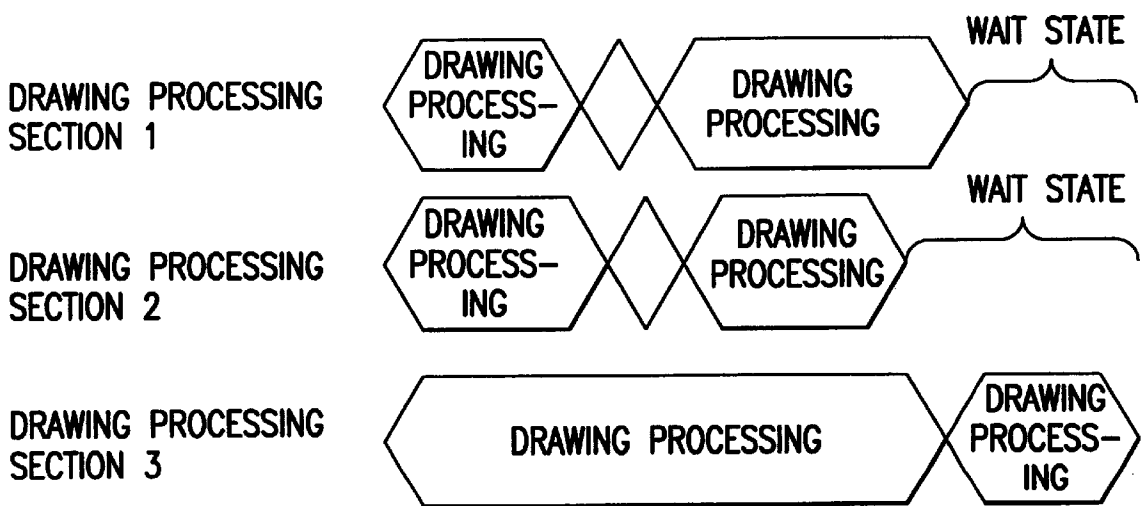 WAIT STATE
DRAWING PROCESSING
SECTION 1
DRAWING
PROCESS-
ING
DRAWING
PROCESSING
WAIT STATE
DRAWING PROCESSING
SECTION 2
DRAWING
PROCESS-
ING
DRAWING
PROCESSING
DRAWING PROCESSING
SECTION 3
DRAWING PROCESSING
DRAWING
PROCESS-
ING